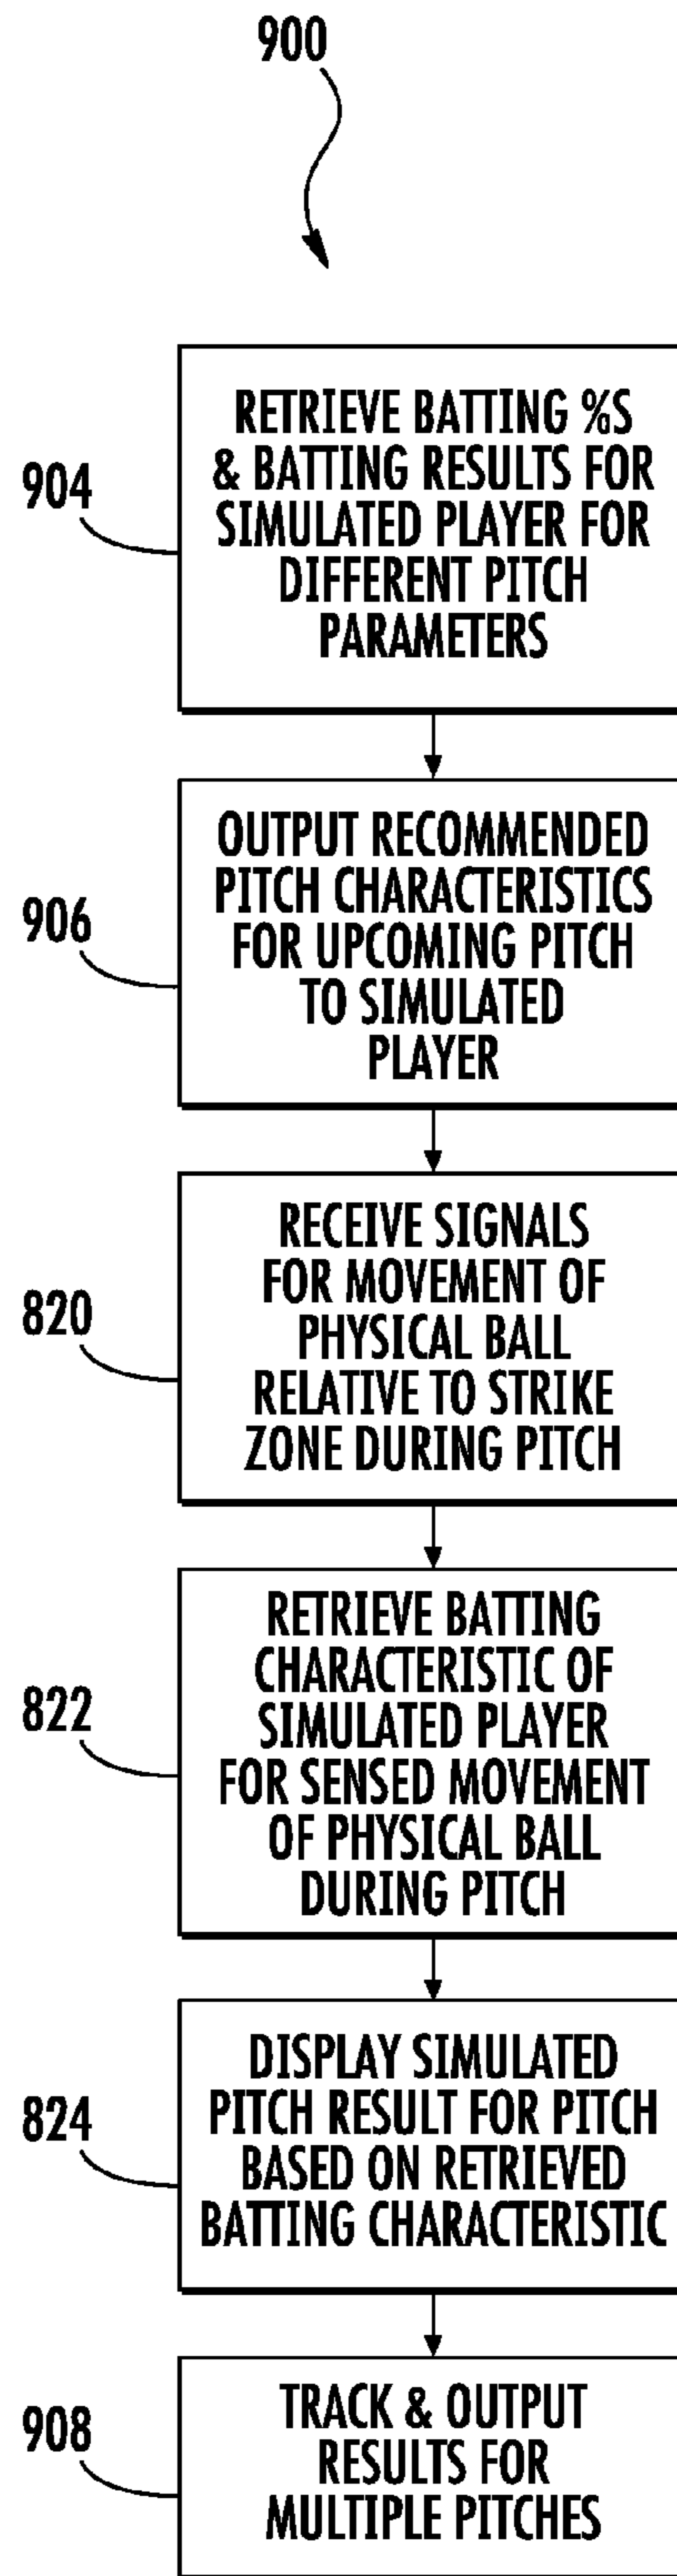 900
904
RETRIEVE BATTING %S
& BATTING RESULTS FOR
SIMULATED PLAYER FOR
DIFFERENT PITCH
PARAMETERS
906
OUTPUT RECOMMENDED
PITCH CHARACTERISTICS
FOR UPCOMING PITCH
TO SIMULATED
PLAYER
820
RECEIVE SIGNALS
FOR MOVEMENT OF
PHYSICAL BALL
RELATIVE TO STRIKE
ZONE DURING PITCH
822
RETRIEVE BATTING
CHARACTERISTIC OF
SIMULATED PLAYER
FOR SENSED MOVEMENT
OF PHYSICAL BALL
DURING PITCH
824
DISPLAY SIMULATED
PITCH RESULT FOR PITCH
BASED ON RETRIEVED
BATTING CHARACTERISTIC
908
TRACK & OUTPUT
RESULTS FOR
MULTIPLE PITCHES